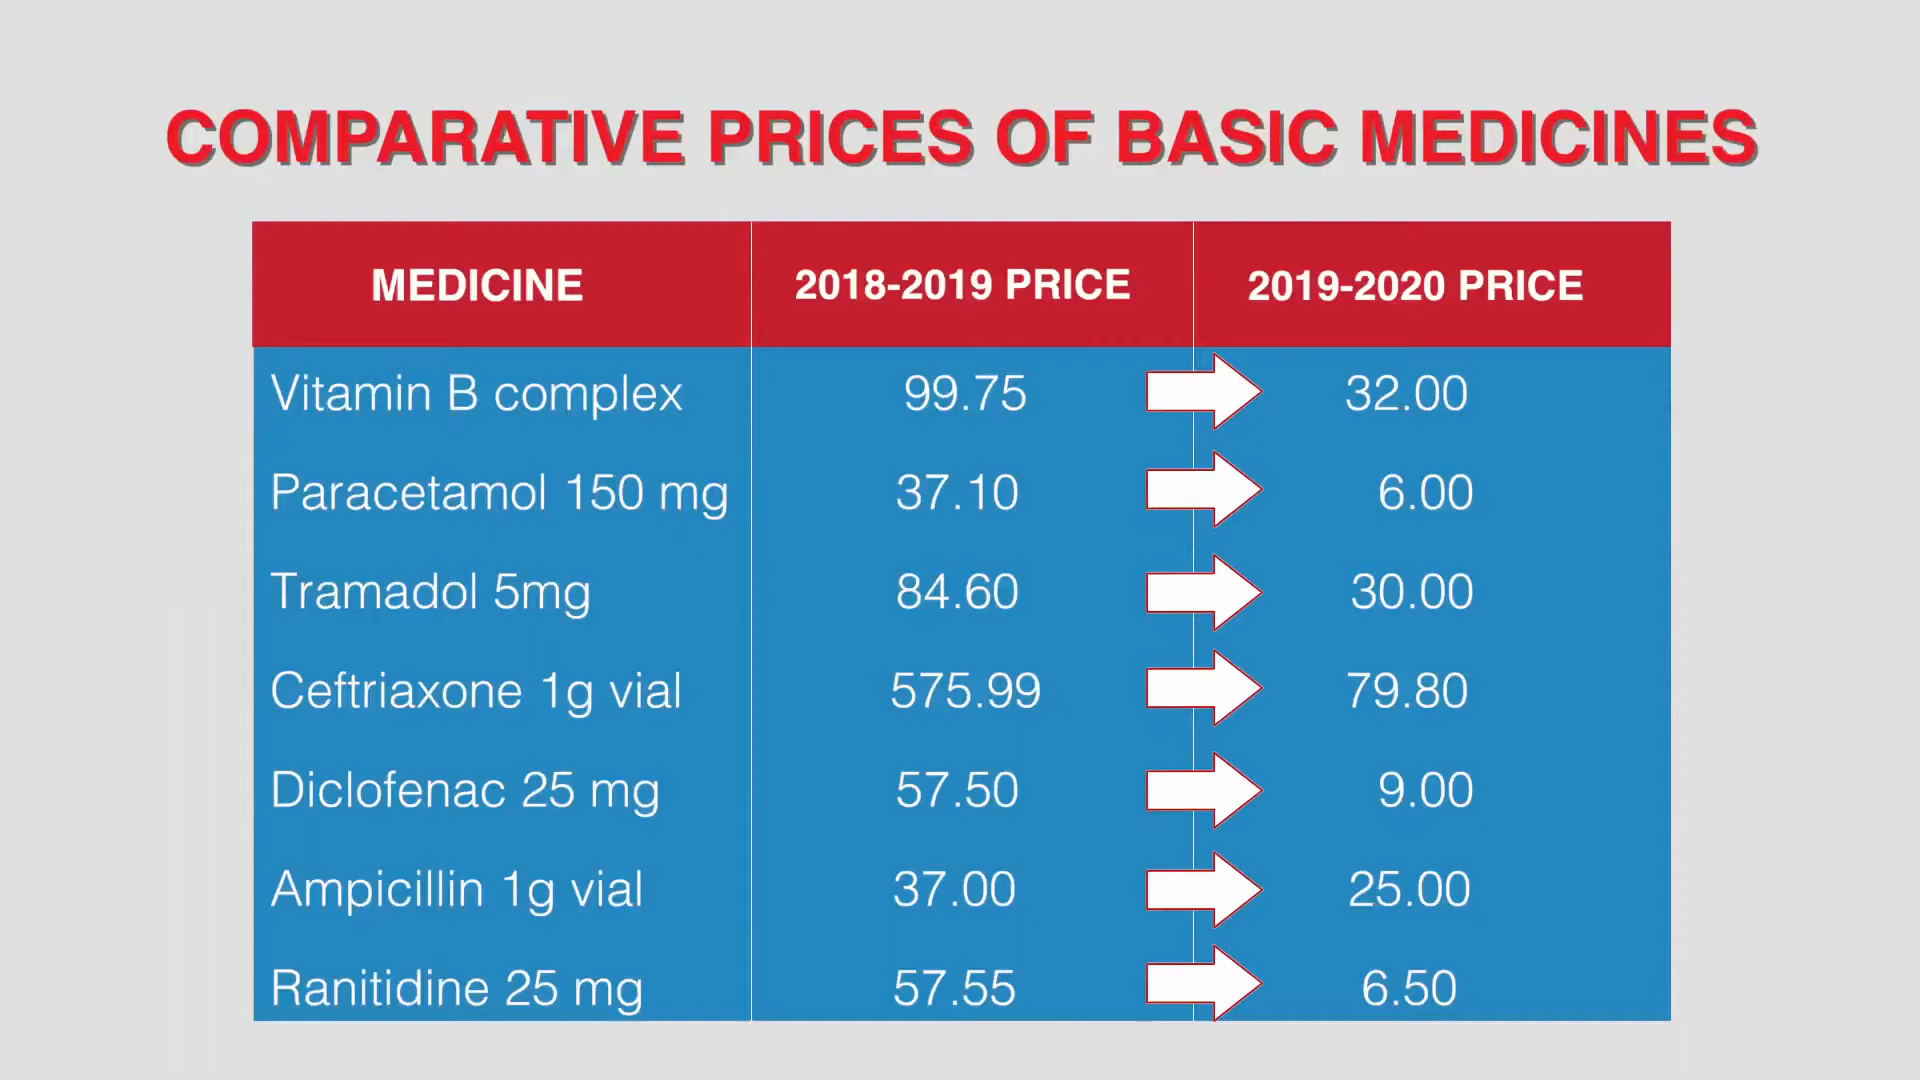 COMPARATIVE PRICES OF BASIC MEDICINES
MEDICINE 2018-2019 PRICE 2019-2020 PRICE
Vitamin B complex 99.75 32.00
Paracetamol 150 mg 37.10 6.00
Tramadol 5mg 84.60 30.00
Ceftriaxone 1g vial 575.99 79.80
Diclofenac 25 mg 57.50 9.00
Ampicillin 1g vial 37.00 25.00
Ranitidine 25 mg 57.55 6.50